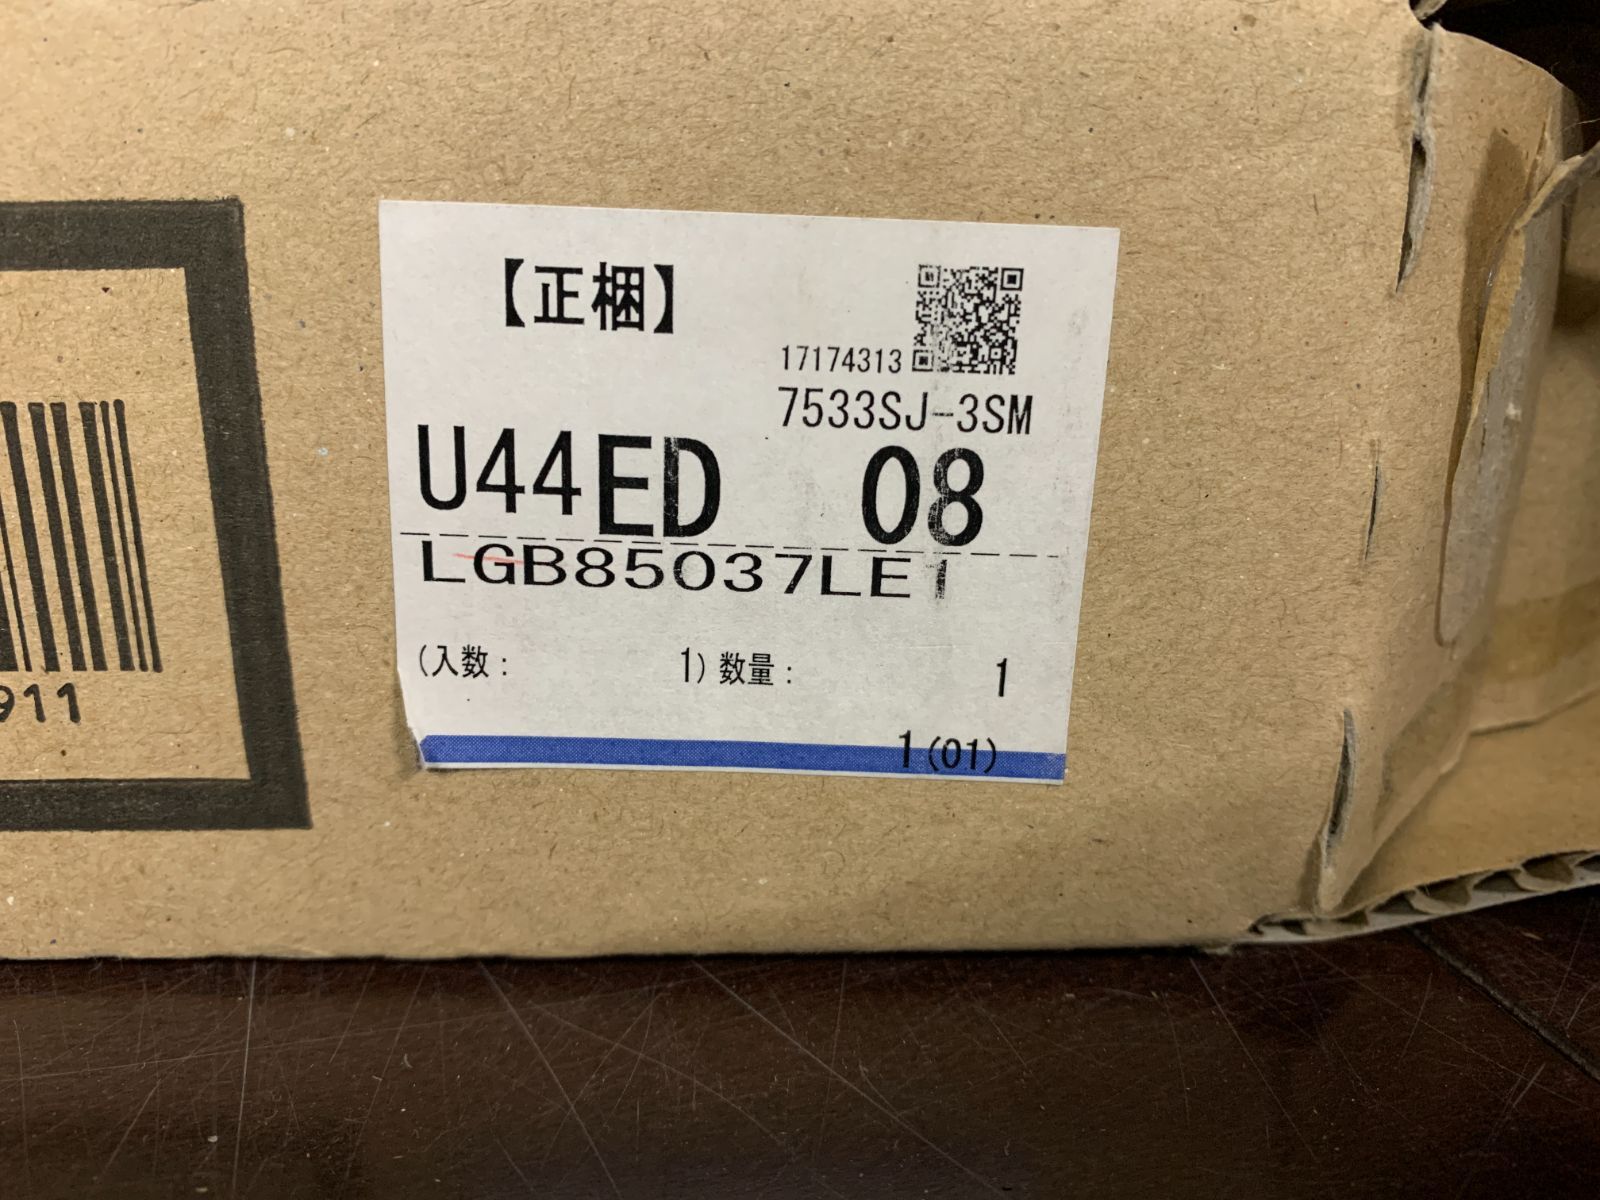 【正梱】
17174313
7533SJ-3SM
U44ED 08
LGB85037LE1
(入数: 1) 数量: 1
1(01)
911